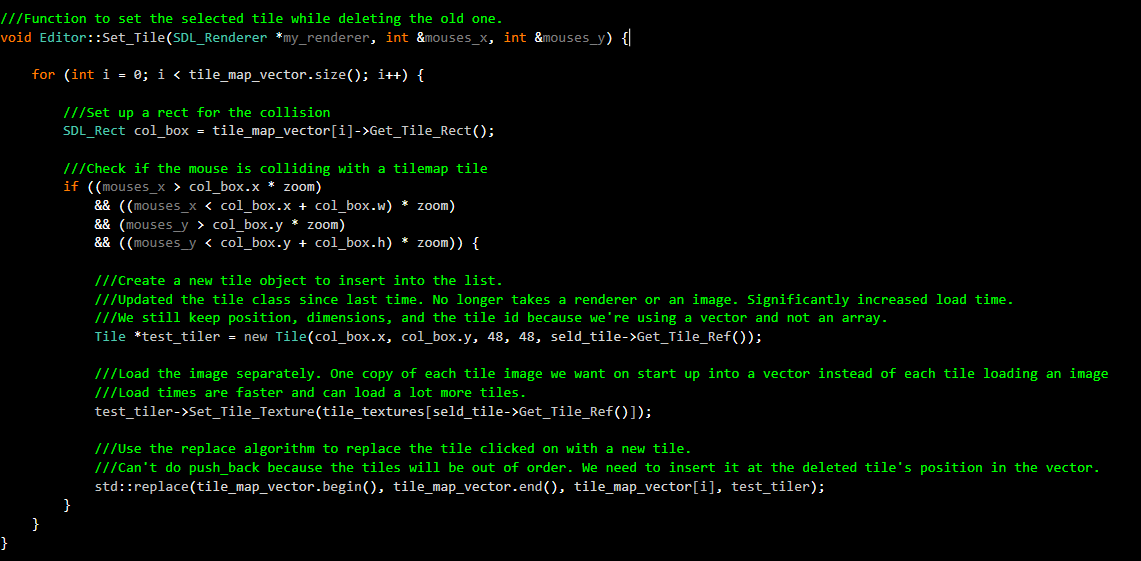 ///Function to set the selected tile while deleting the old one.
void Editor::Set_Tile(SDL_Renderer *my_renderer, int &mouses_x, int &mouses_y) {
for (int i = 0; i < tile_map_vector.size(); i++) {
///Set up a rect for the collision
SDL_Rect col_box = tile_map_vector[i]->Get_Tile_Rect();
///Check if the mouse is colliding with a tilemap tile
if ((mouses_x > col_box.x * zoom)
&& ((mouses_x < col_box.x + col_box.w) * zoom)
&& (mouses_y > col_box.y * zoom)
&& ((mouses_y < col_box.y + col_box.h) * zoom)) {
///Create a new tile object to insert into the list.
///Updated the tile class since last time. No longer takes a renderer or an image. Significantly increased load time.
///We still keep position, dimensions, and the tile id because we're using a vector and not an array.
Tile *test_tiler = new Tile(col_box.x, col_box.y, 48, 48, seld_tile->Get_Tile_Ref());
///Load the image separately. One copy of each tile image we want on start up into a vector instead of each tile loading an image
///Load times are faster and can load a lot more tiles.
test_tiler->Set_Tile_Texture(tile_textures[seld_tile->Get_Tile_Ref()]);
///Use the replace algorithm to replace the tile clicked on with a new tile.
///Can't do push_back because the tiles will be out of order. We need to insert it at the deleted tile's position in the vector.
std::replace(tile_map_vector.begin(), tile_map_vector.end(), tile_map_vector[i], test_tiler);
}
}
}